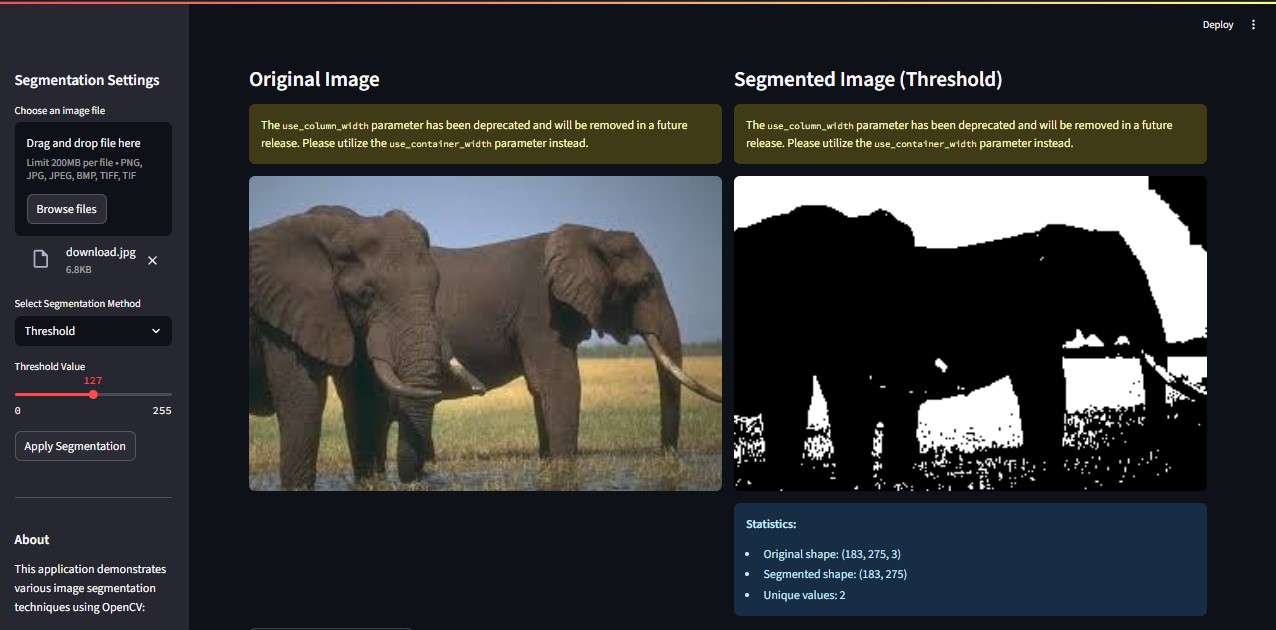 Deploy
Segmentation Settings
Choose an image file
Drag and drop file here
Limit 200MB per file • PNG,
JPG, JPEG, BMP, TIFF, TIF
Browse files
download.jpg
6.8KB
Select Segmentation Method
Threshold
Threshold Value
127
0
255
Apply Segmentation
About
This application demonstrates
various image segmentation
techniques using OpenCV:
Original Image
The use_column_width parameter has been deprecated and will be removed in a future
release. Please utilize the use_container_width parameter instead.
Segmented Image (Threshold)
The use_column_width parameter has been deprecated and will be removed in a future
release. Please utilize the use_container_width parameter instead.
Statistics:
• Original shape: (183, 275, 3)
• Segmented shape: (183, 275)
• Unique values: 2